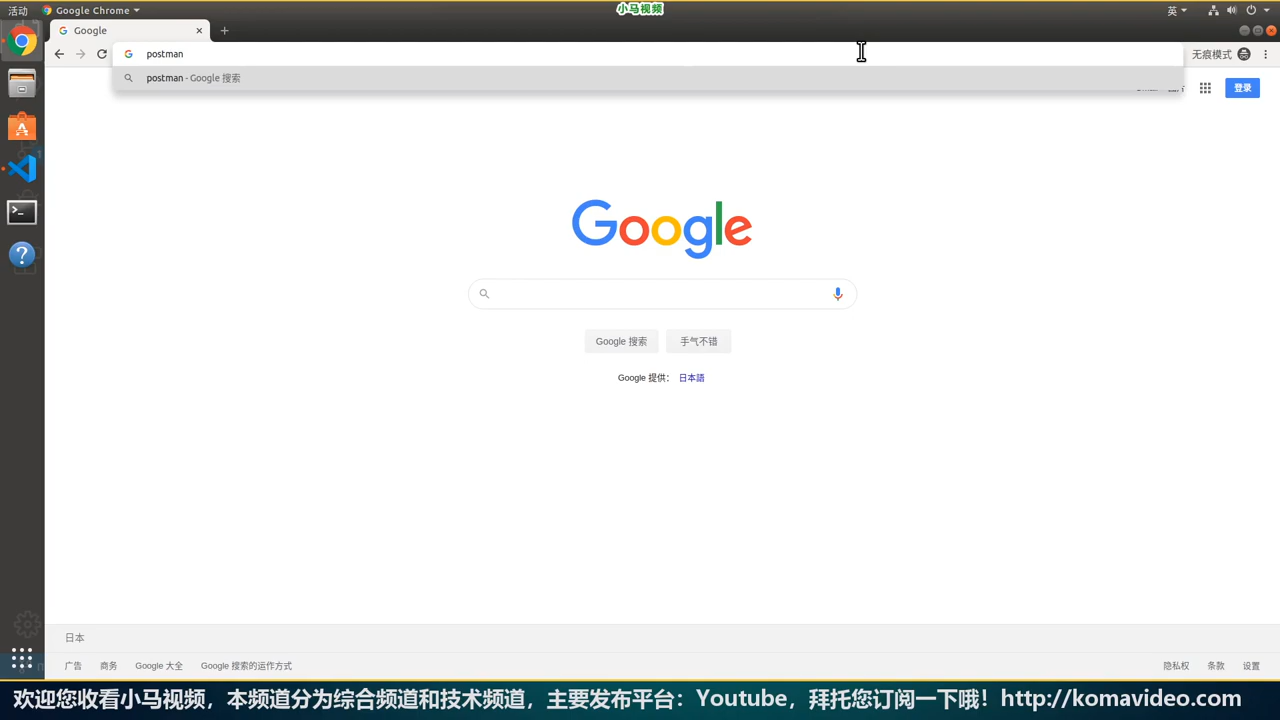 活动 Google Chrome 小马视频 英
Google
postman 无痕模式
postman - Google 搜索
登录
Google
Google 搜索 手气不错
Google 提供： 日本語
日本
广告 商务 Google 大全 Google 搜索的运作方式 隐私权 条款 设置
欢迎您收看小马视频，本频道分为综合频道和技术频道，主要发布平台：Youtube，拜托您订阅一下哦！http://komavideo.com